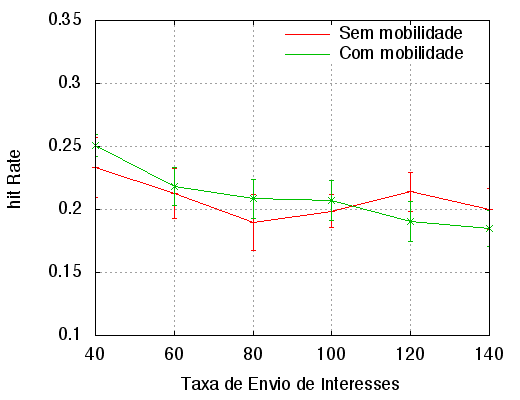 0.35
0.3
0.25
0.2
0.15
0.1
hit Rate
Sem mobilidade
Com mobilidade
40 60 80 100 120 140
Taxa de Envio de Interesses